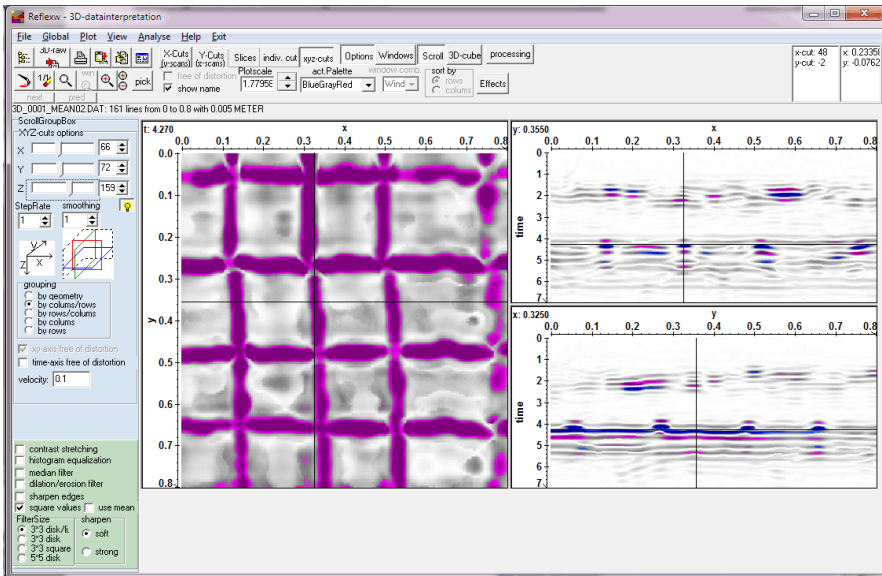 Reflexw - 3D-datainterpretation
File Global Plot View Analyse Help Exit
3D-raw
X-Cuts (y-scans)
Y-Cuts (x-scans)
Slices
indiv. cut
xyz-cuts
Options
Windows
Scroll
3D-cube
processing
x-cut: 48
y-cut: -2
x: 0.2335
y: -0.0762
win
pick
free of distortion
show name
Plotscale
1.7795
act.Palette
BlueGrayRed
window comb.
Wind
sort by
rows
colums
Effects
next pred
3D_0001_MEAN02.DAT: 161 lines from 0 to 0.8 with 0.005 METER
ScrollGroupBox
XYZ-cuts options
X 66
Y 72
Z 159
StepRate smoothing
1 1
y
z x
grouping
by geometry
by colums/rows
by rows/colums
by colums
by rows
xy-axis free of distortion
time-axis free of distortion
velocity: 0.1
contrast stretching
histogram equalization
median filter
dilation/erosion filter
sharpen edges
square values use mean
FilterSize sharpen
3*3 disk/li.
3*3 disk
3*3 square
5*5 disk
soft
strong
t: 4.270 x
0.0 0.1 0.2 0.3 0.4 0.5 0.6 0.7 0.8
0.0
0.1
0.2
0.3
y 0.4
0.5
0.6
0.7
0.8
y: 0.3550 x
0.0 0.1 0.2 0.3 0.4 0.5 0.6 0.7 0.8
0
1
2
3
time
4
5
6
7
x: 0.3250 y
0.0 0.1 0.2 0.3 0.4 0.5 0.6 0.7 0.8
0
1
2
3
time
4
5
6
7